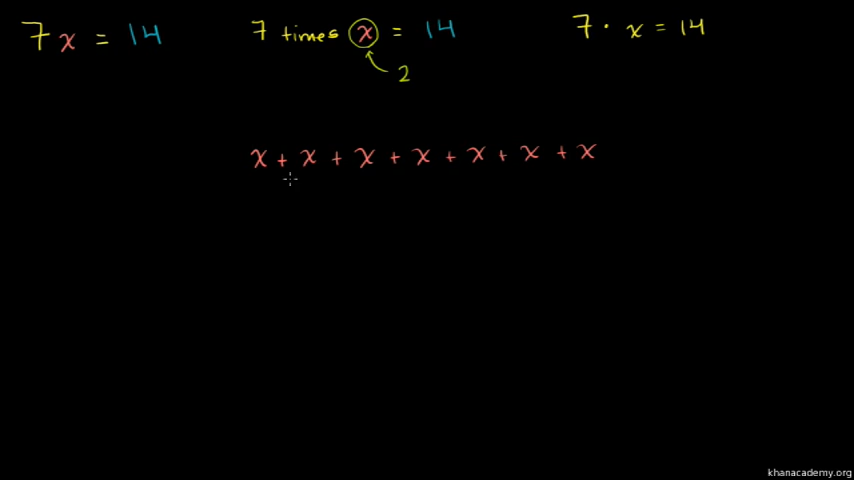 7x = 14 7 times x = 14 7 · x = 14
2
x + x + x + x + x + x + x
khanacademy.org